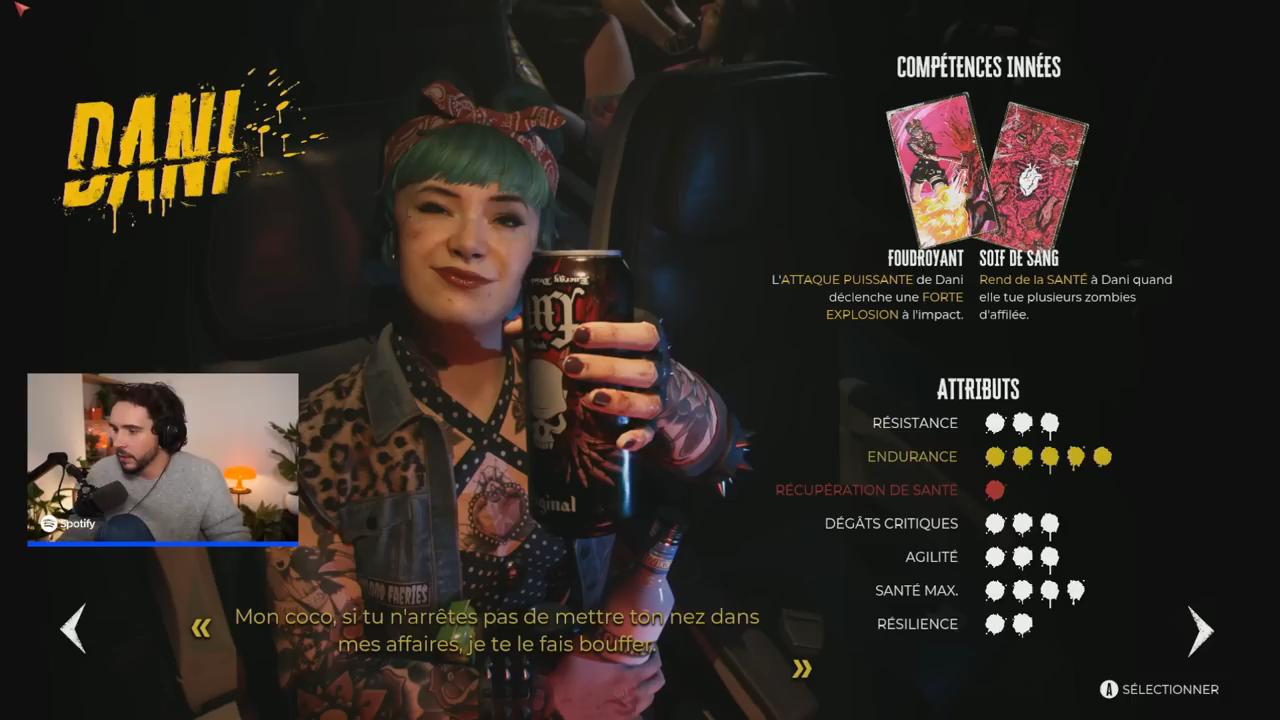 DANI
COMPÉTENCES INNÉES
FOUDROYANT
L'ATTAQUE PUISSANTE de Dani
déclenche une FORTE
EXPLOSION à l'impact.
SOIF DE SANG
Rend de la SANTÉ à Dani quand
elle tue plusieurs zombies
d'affilée.
ATTRIBUTS
RÉSISTANCE
ENDURANCE
RÉCUPÉRATION DE SANTÉ
DÉGÂTS CRITIQUES
AGILITÉ
SANTÉ MAX.
RÉSILIENCE
Spotify
FAERIES
« Mon coco, si tu n'arrêtes pas de mettre ton nez dans
mes affaires, je te le fais bouffer. »
A SÉLECTIONNER